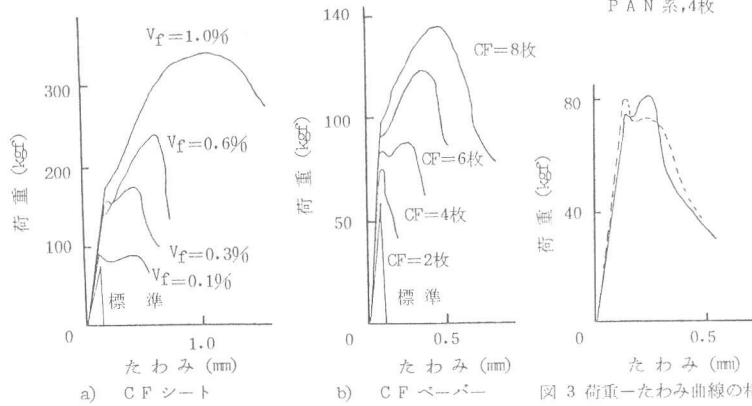 PAN系,4枚
荷重 (kgf)
300
200
100
0
1.0
たわみ (mm)
Vf=1.0%
Vf=0.6%
Vf=0.3%
Vf=0.1%
標準
a) CFシート
荷重 (kgf)
140
100
50
0
0.5
たわみ (mm)
CF=8枚
CF=6枚
CF=4枚
CF=2枚
標準
b) CFペーパー
荷重 (kgf)
80
40
0
0.5
たわみ (mm)
図 3 荷重-たわみ曲線の